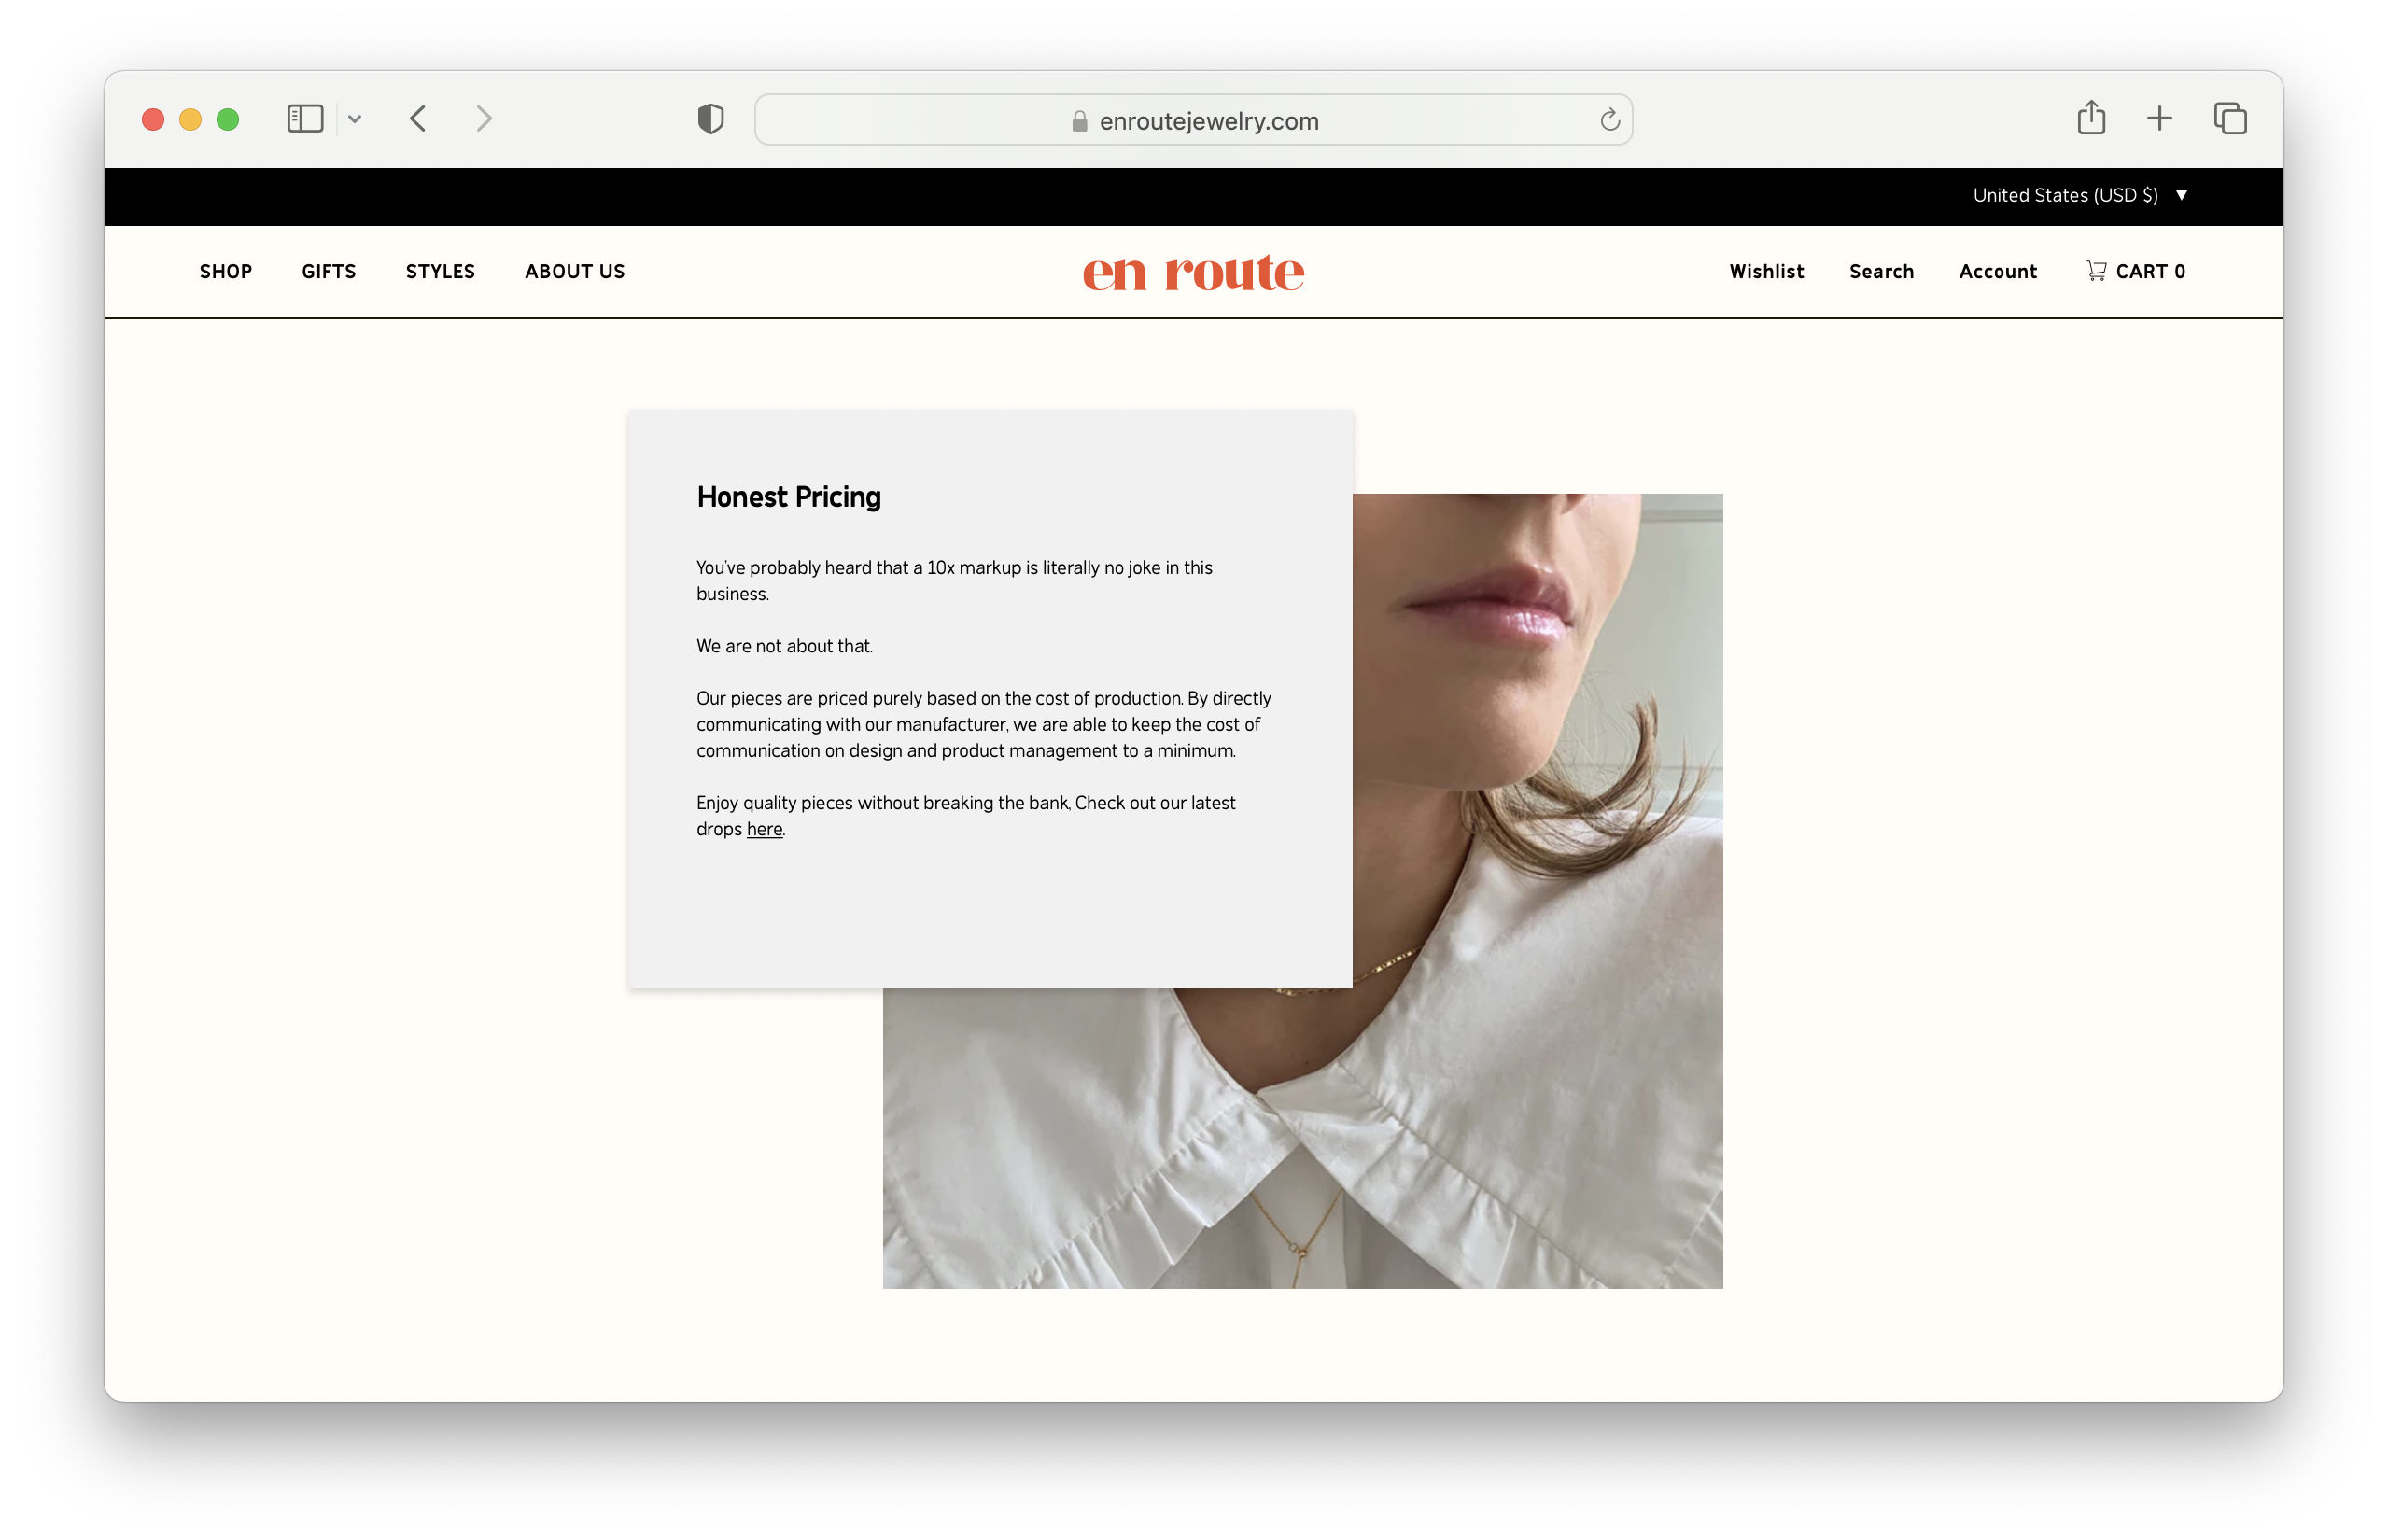 enroutejewelry.com
United States (USD $) ▼
SHOP GIFTS STYLES ABOUT US en route Wishlist Search Account CART 0
Honest Pricing
You've probably heard that a 10x markup is literally no joke in this
business.
We are not about that.
Our pieces are priced purely based on the cost of production. By directly
communicating with our manufacturer, we are able to keep the cost of
communication on design and product management to a minimum.
Enjoy quality pieces without breaking the bank, Check out our latest
drops here.